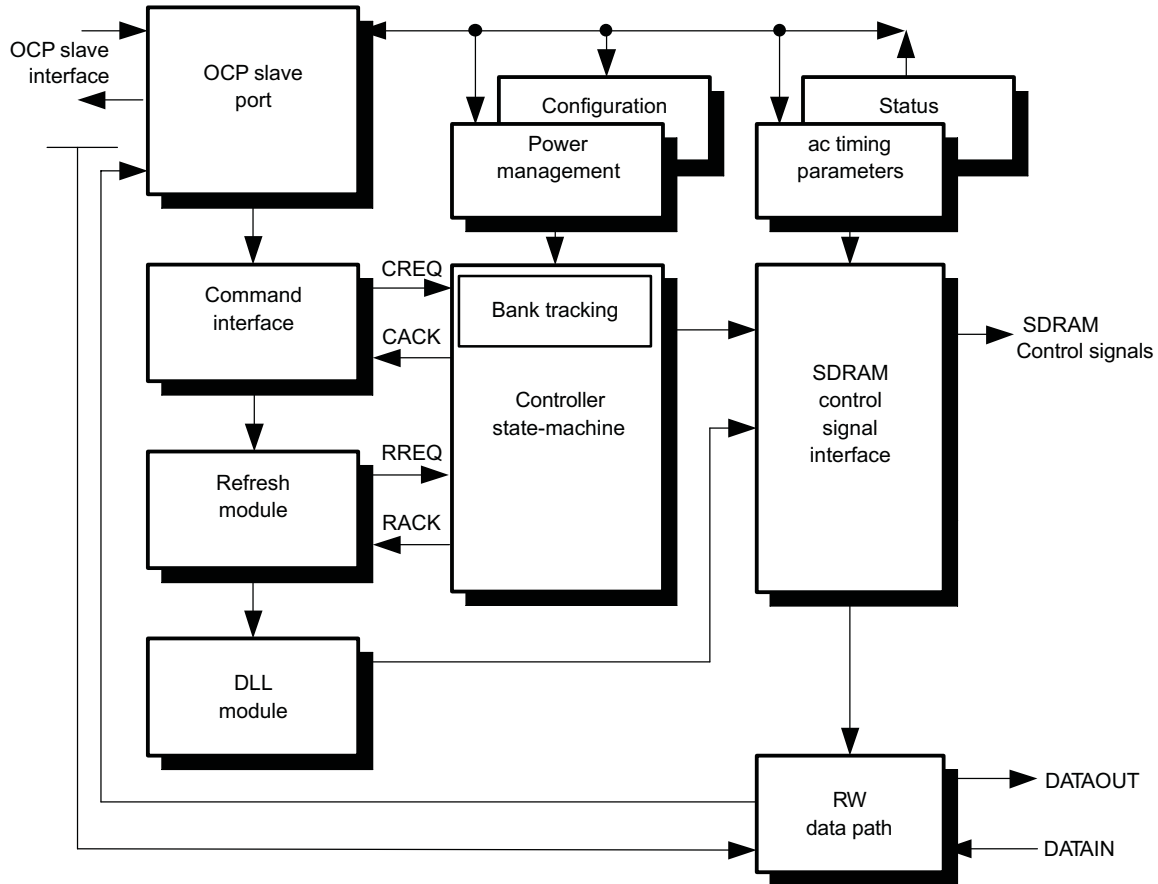 OCP slave
interface
OCP slave
port
Configuration
Status
Power
management
ac timing
parameters
Command
interface
CREQ
CACK
Bank tracking
Controller
state-machine
SDRAM
control
signal
interface
SDRAM
Control signals
Refresh
module
RREQ
RACK
DLL
module
RW
data path
DATAOUT
DATAIN